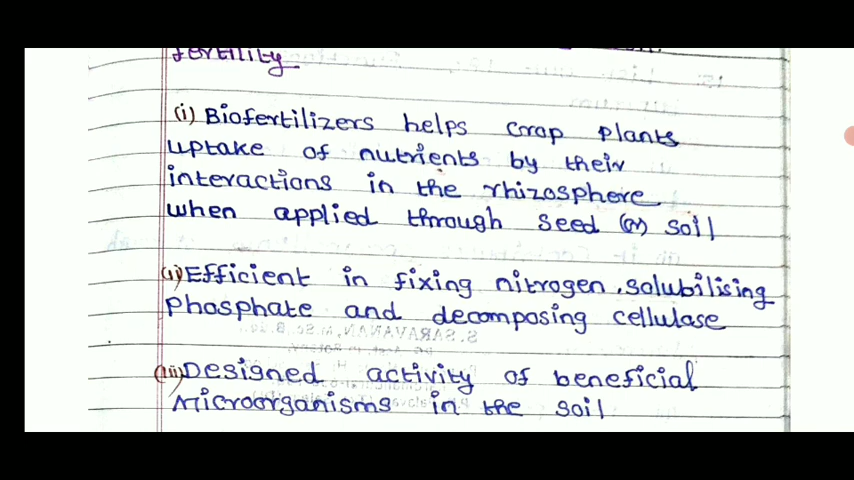 fertility
(i) Biofertilizers helps crop plants
uptake of nutrients by their
interactions in the rhizosphere
when applied through seed (or) soil
(ii) Efficient in fixing nitrogen, solubilising
phosphate and decomposing cellulase
(iii) Designed activity of beneficial
Microorganisms in the soil